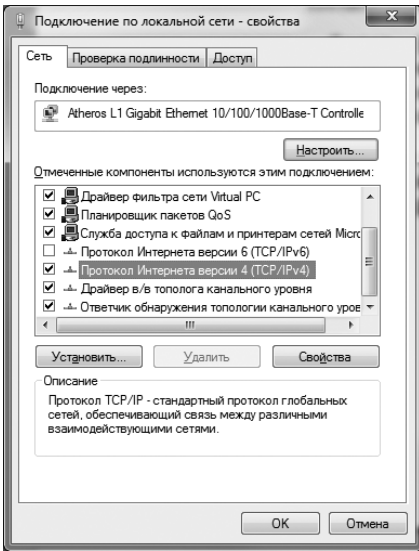 Подключение по локальной сети - свойства
Сеть
Проверка подлинности
Доступ
Подключение через:
Atheros L1 Gigabit Ethernet 10/100/1000Base-T Controlle
Настроить...
Отмеченные компоненты используются этим подключением:
Драйвер фильтра сети Virtual PC
Планировщик пакетов QoS
Служба доступа к файлам и принтерам сетей Micro
Протокол Интернета версии 6 (TCP/IPv6)
Протокол Интернета версии 4 (TCP/IPv4)
Драйвер в/в тополога канального уровня
Ответчик обнаружения топологии канального уров
Установить...
Удалить
Свойства
Описание
Протокол TCP/IP - стандартный протокол глобальных
сетей, обеспечивающий связь между различными
взаимодействующими сетями.
OK
Отмена